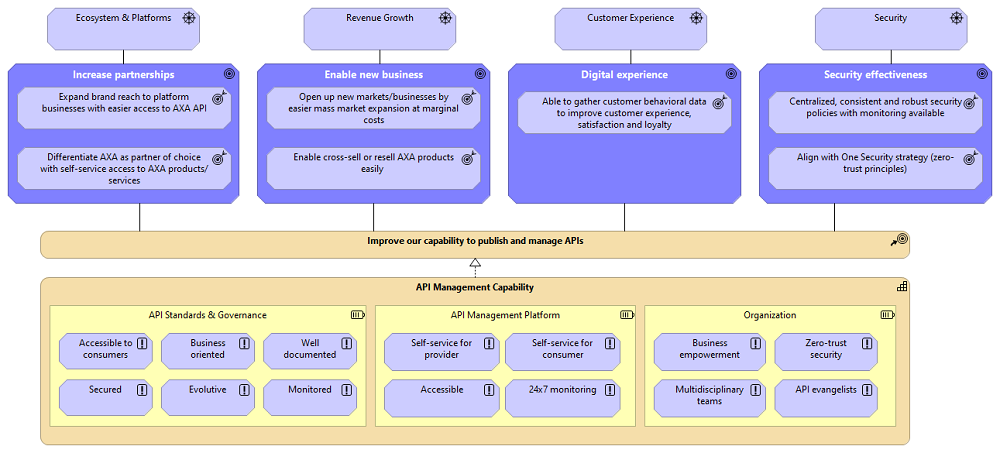 Ecosystem & Platforms
Revenue Growth
Customer Experience
Security
Increase partnerships
Expand brand reach to platform
businesses with easier access to AXA API
Differentiate AXA as partner of choice
with self-service access to AXA products/
services
Enable new business
Open up new markets/businesses by
easier mass market expansion at marginal
costs
Enable cross-sell or resell AXA products
easily
Digital experience
Able to gather customer behavioral data
to improve customer experience,
satisfaction and loyalty
Security effectiveness
Centralized, consistent and robust security
policies with monitoring available
Align with One Security strategy (zero-
trust principles)
Improve our capability to publish and manage APIs
API Management Capability
API Standards & Governance
Accessible to
consumers
Business
oriented
Well
documented
Secured
Evolutive
Monitored
API Management Platform
Self-service for
provider
Self-service for
consumer
Accessible
24x7 monitoring
Organization
Business
empowerment
Zero-trust
security
Multidisciplinary
teams
API evangelists